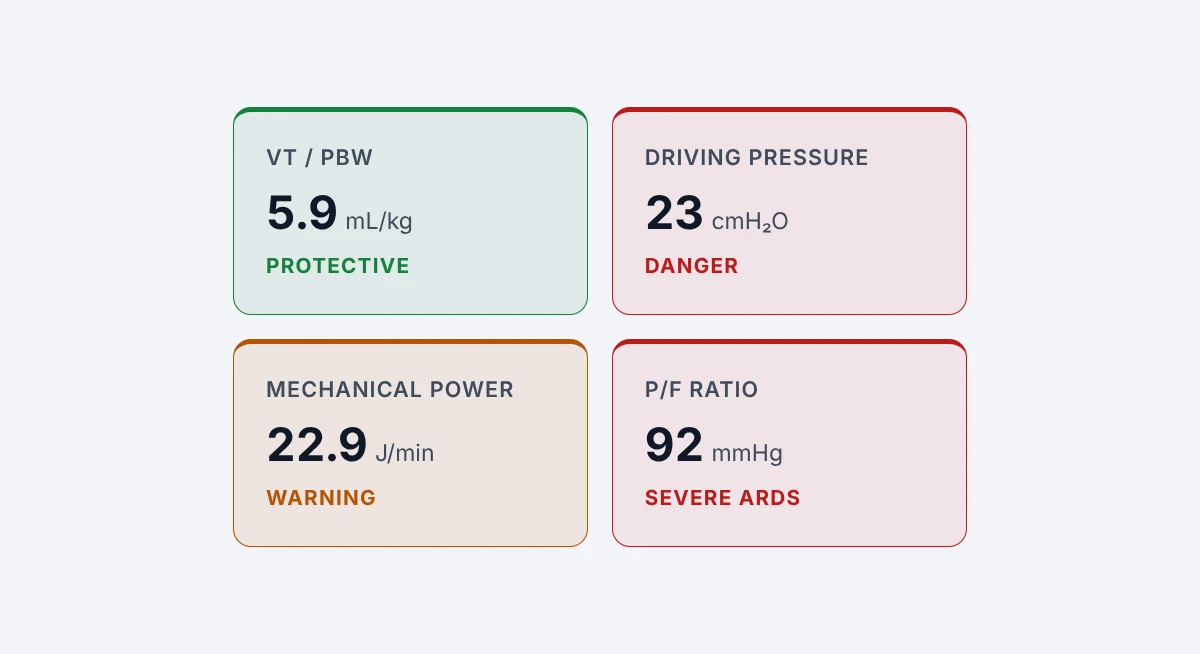 VT / PBW
5.9 mL/kg
PROTECTIVE
DRIVING PRESSURE
23 cmH₂O
DANGER
MECHANICAL POWER
22.9 J/min
WARNING
P/F RATIO
92 mmHg
SEVERE ARDS